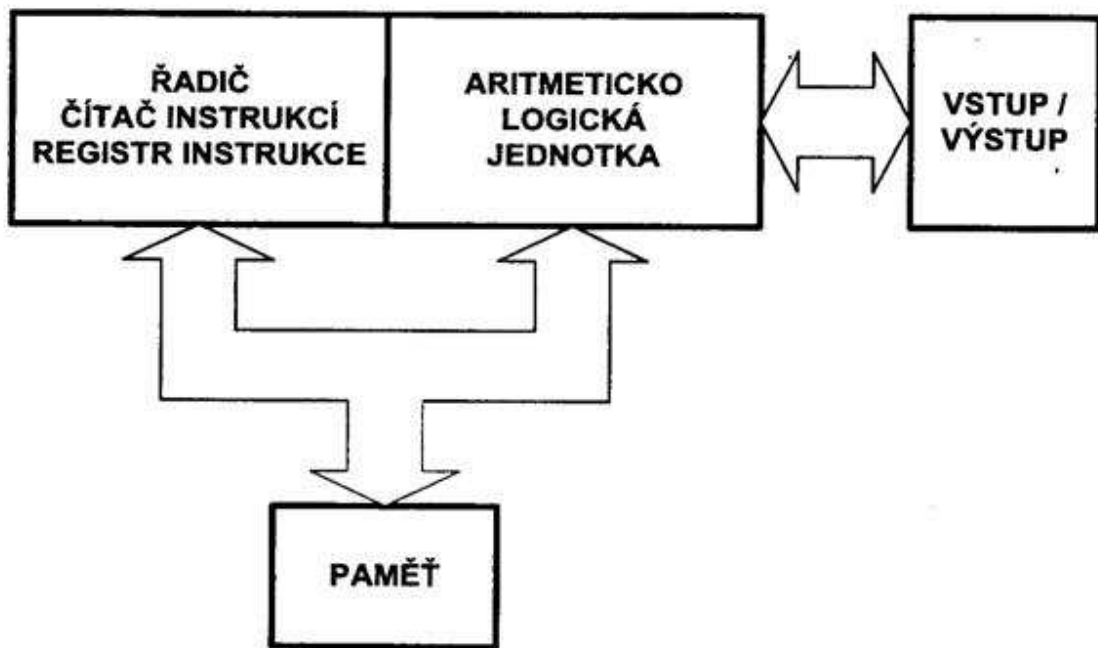 ŘADIČ
ČÍTAČ INSTRUKCÍ
REGISTR INSTRUKCE
ARITMETICKO
LOGICKÁ
JEDNOTKA
VSTUP /
VÝSTUP
PAMĚŤ